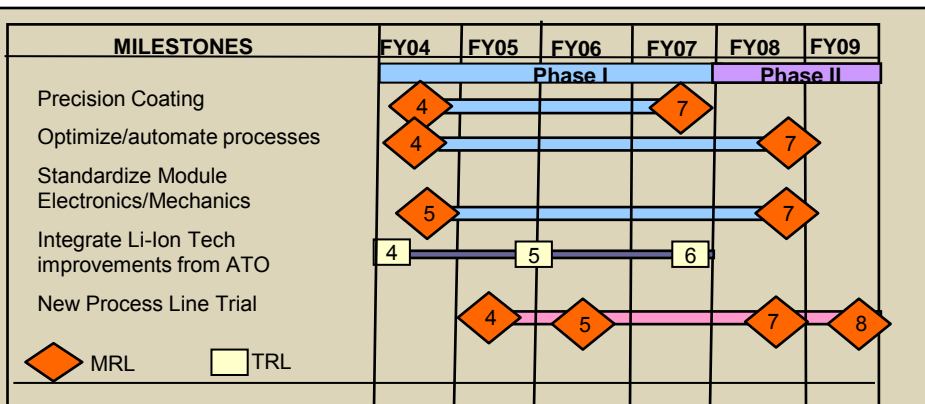 MILESTONES FY04 FY05 FY06 FY07 FY08 FY09
Phase I Phase II
Precision Coating 4 7
Optimize/automate processes 4 7
Standardize Module
Electronics/Mechanics 5 7
Integrate Li-Ion Tech 4 5 6
improvements from ATO
New Process Line Trial 4 5 7 8
MRL TRL